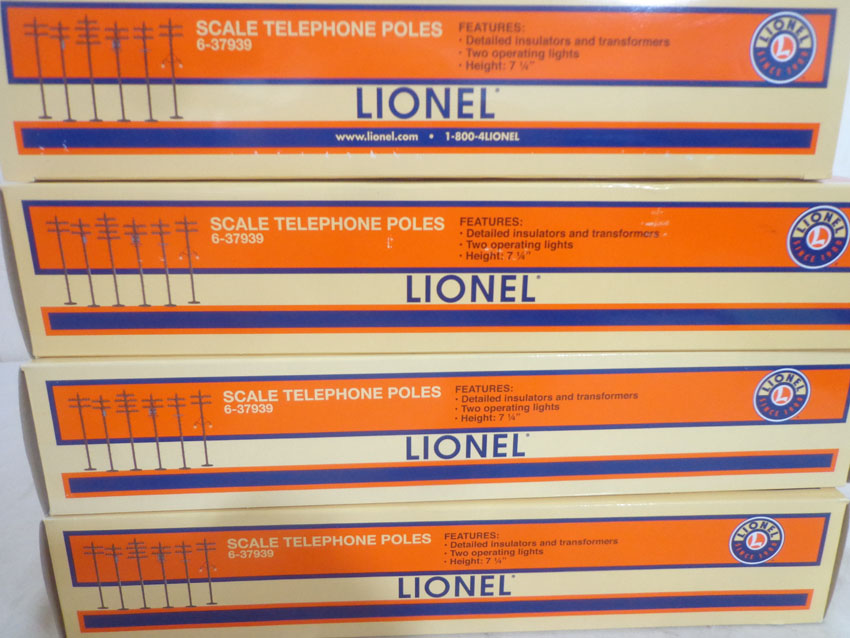 SCALE TELEPHONE POLES
6-37939
FEATURES:
· Detailed insulators and transformers
· Two operating lights
· Height: 7 ¼"
LIONEL
L
SINCE 1900
LIONEL
www.lionel.com • 1-800-4LIONEL
SCALE TELEPHONE POLES
6-37939
FEATURES:
· Detailed insulators and transformers
· Two operating lights
· Height: 7 ¼"
LIONEL
L
SINCE 1900
LIONEL
SCALE TELEPHONE POLES
6-37939
FEATURES:
· Detailed insulators and transformers
· Two operating lights
· Height: 7 ¼"
LIONEL
L
SINCE 1900
LIONEL
SCALE TELEPHONE POLES
6-37939
FEATURES:
· Detailed insulators and transformers
· Two operating lights
· Height: 7 ¼"
LIONEL
L
SINCE 1900
LIONEL